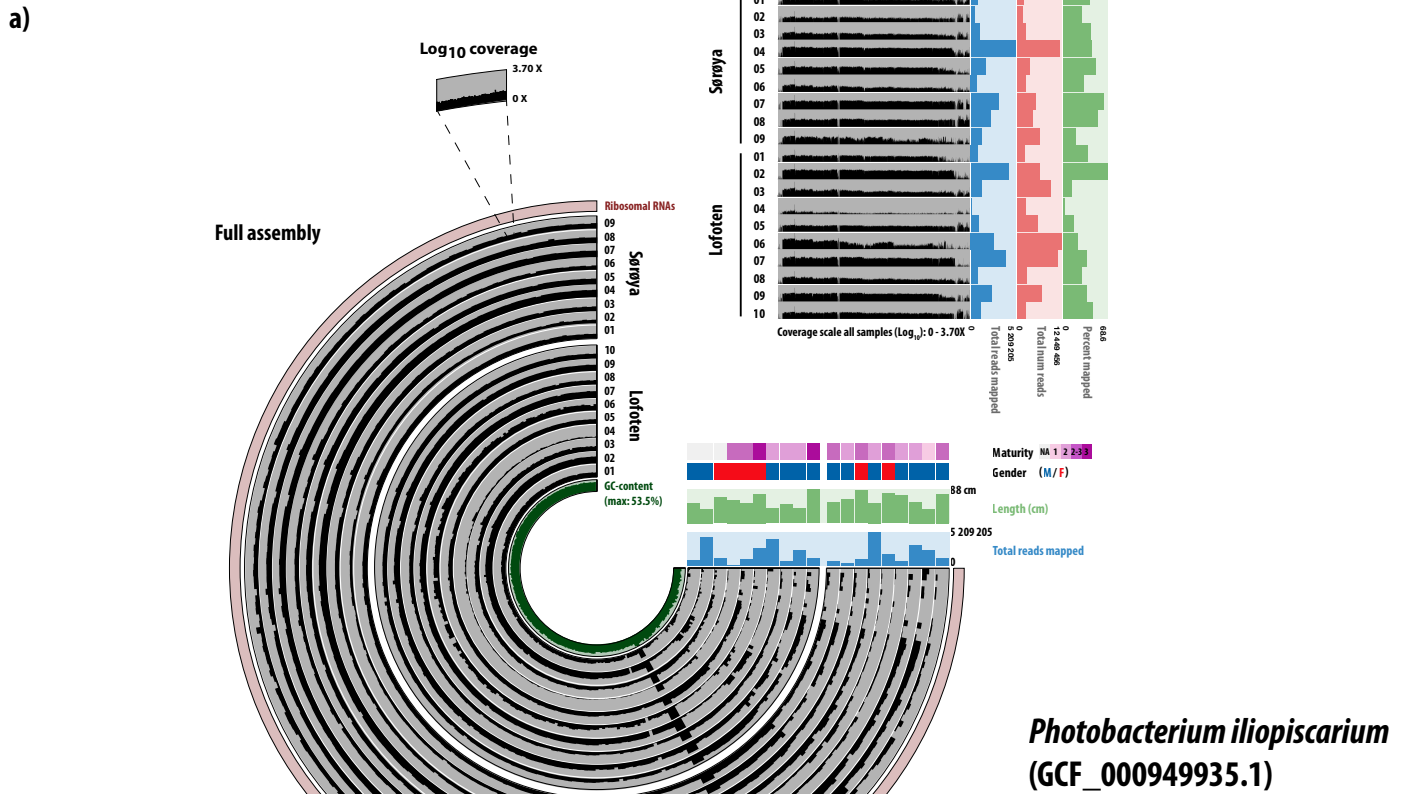 a)
Log10 coverage
3.70 X
0 X
Full assembly
Ribosomal RNAs
09
08
07
06
05
04
03
02
01
Sørøya
10
09
08
07
06
05
04
03
02
01
Lofoten
GC-content
(max: 53.5%)
02
03
04
05
06
07
08
09
Sørøya
01
02
03
04
05
06
07
08
09
10
Lofoten
Coverage scale all samples (Log10): 0 - 3.70X
0
5 209 205
Total reads mapped
0
12 449 456
Total num reads
0
68.6
Percent mapped
Maturity NA 1 2 2-3 3
Gender (M / F)
88 cm
Length (cm)
5 209 205
Total reads mapped
0
Photobacterium iliopiscarium
(GCF_000949935.1)